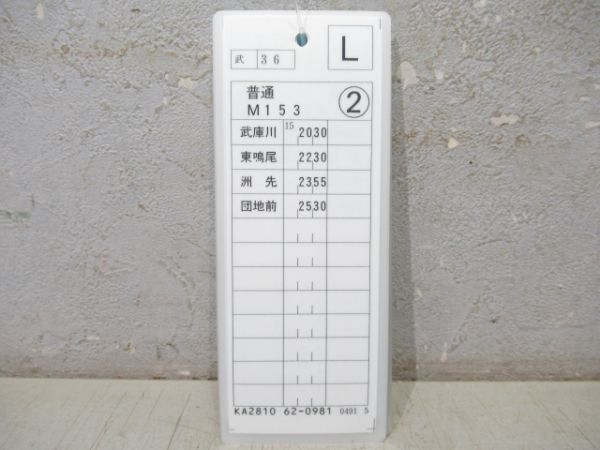 L
武 36
普通
M153 ②
武庫川 15 2030
東鳴尾 2230
洲先 2355
団地前 2530
KA2810 62-0981 0491 5